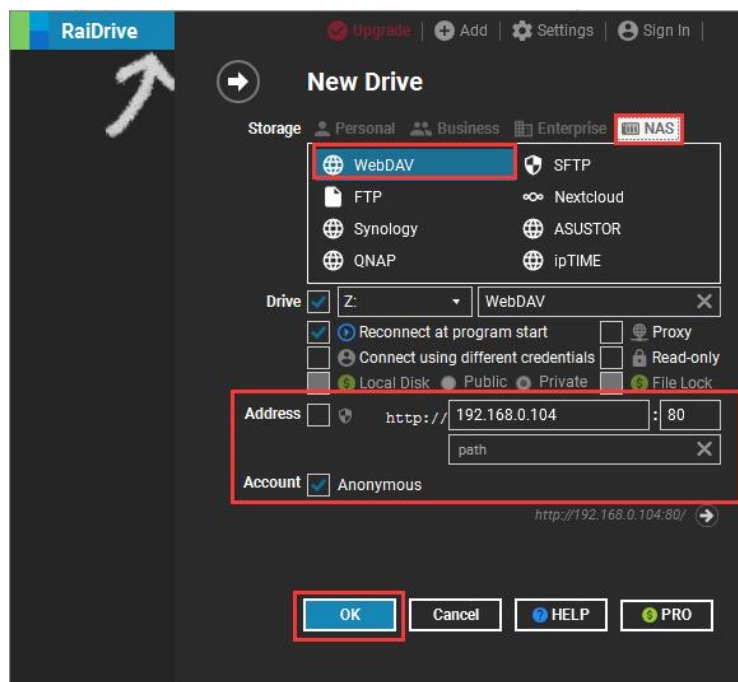 RaiDrive
Upgrade | Add | Settings | Sign In |
New Drive
Storage Personal Business Enterprise NAS
WebDAV SFTP
FTP Nextcloud
Synology ASUSTOR
QNAP ipTIME
Drive Z: WebDAV
Reconnect at program start Proxy
Connect using different credentials Read-only
$ Local Disk Public Private $ File Lock
Address http:// 192.168.0.104 : 80
path
Account Anonymous
http://192.168.0.104:80/
OK Cancel ? HELP $ PRO